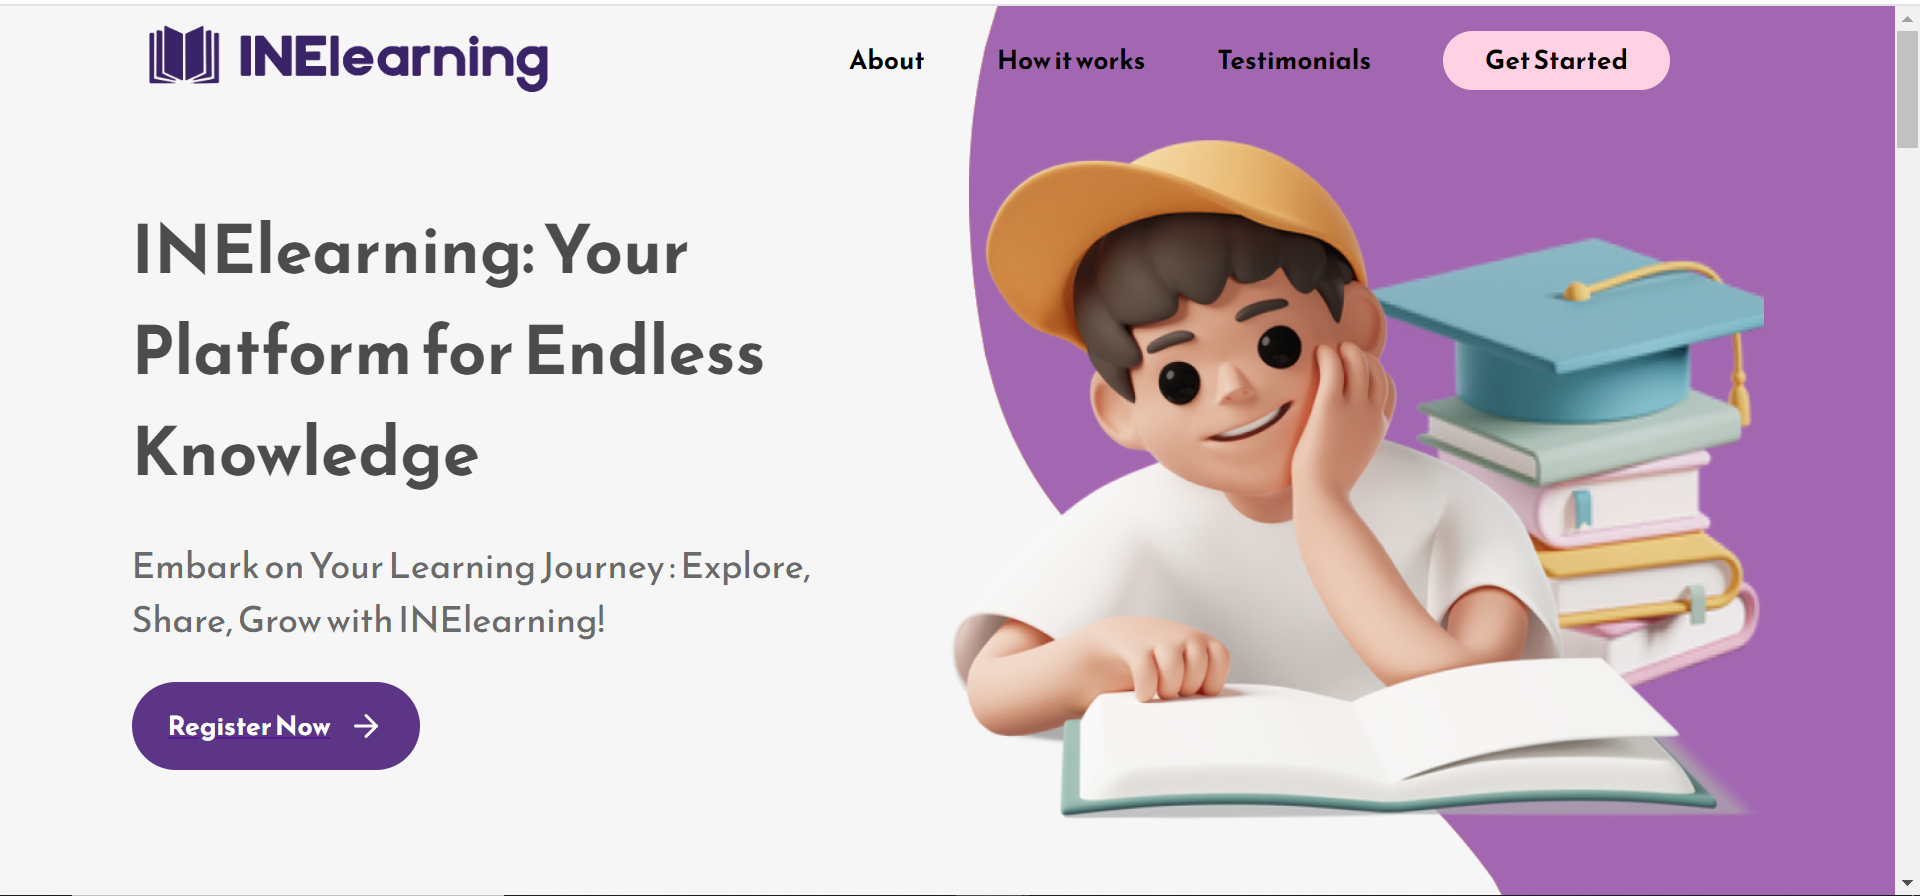 INElearning
About
How it works
Testimonials
Get Started
INElearning: Your
Platform for Endless
Knowledge
Embark on Your Learning Journey : Explore,
Share, Grow with INElearning!
Register Now